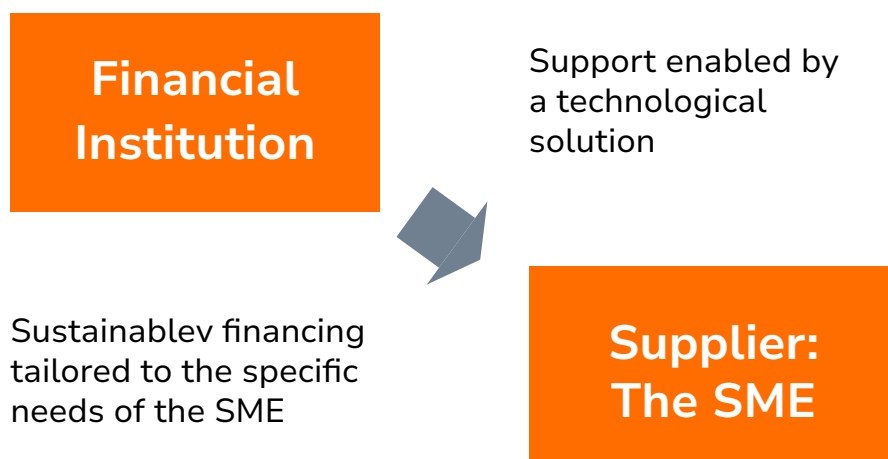 Financial
Institution
Support enabled by
a technological
solution
Sustainablev financing
tailored to the specific
needs of the SME
Supplier:
The SME